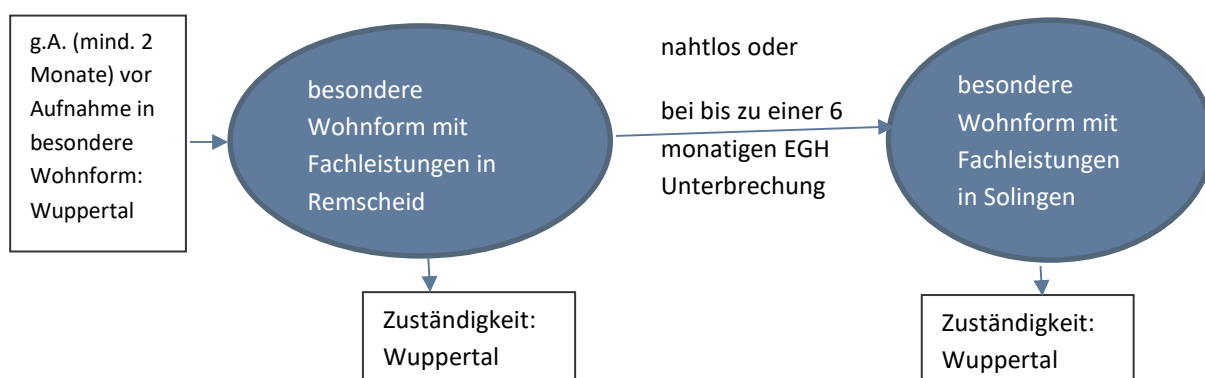 g.A. (mind. 2
Monate) vor
Aufnahme in
besondere
Wohnform:
Wuppertal
besondere
Wohnform mit
Fachleistungen in
Remscheid
nahtlos oder
bei bis zu einer 6
monatigen EGH
Unterbrechung
besondere
Wohnform mit
Fachleistungen
in Solingen
Zuständigkeit:
Wuppertal
Zuständigkeit:
Wuppertal